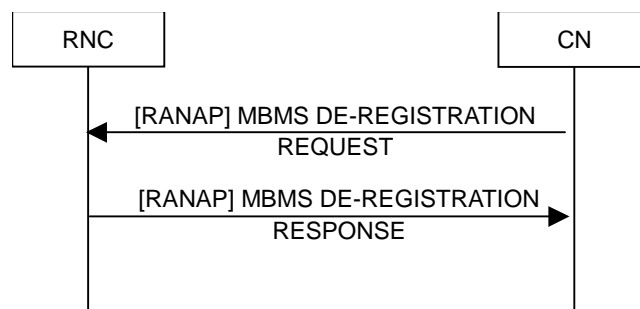 RNC
CN
[RANAP] MBMS DE-REGISTRATION
REQUEST
[RANAP] MBMS DE-REGISTRATION
RESPONSE